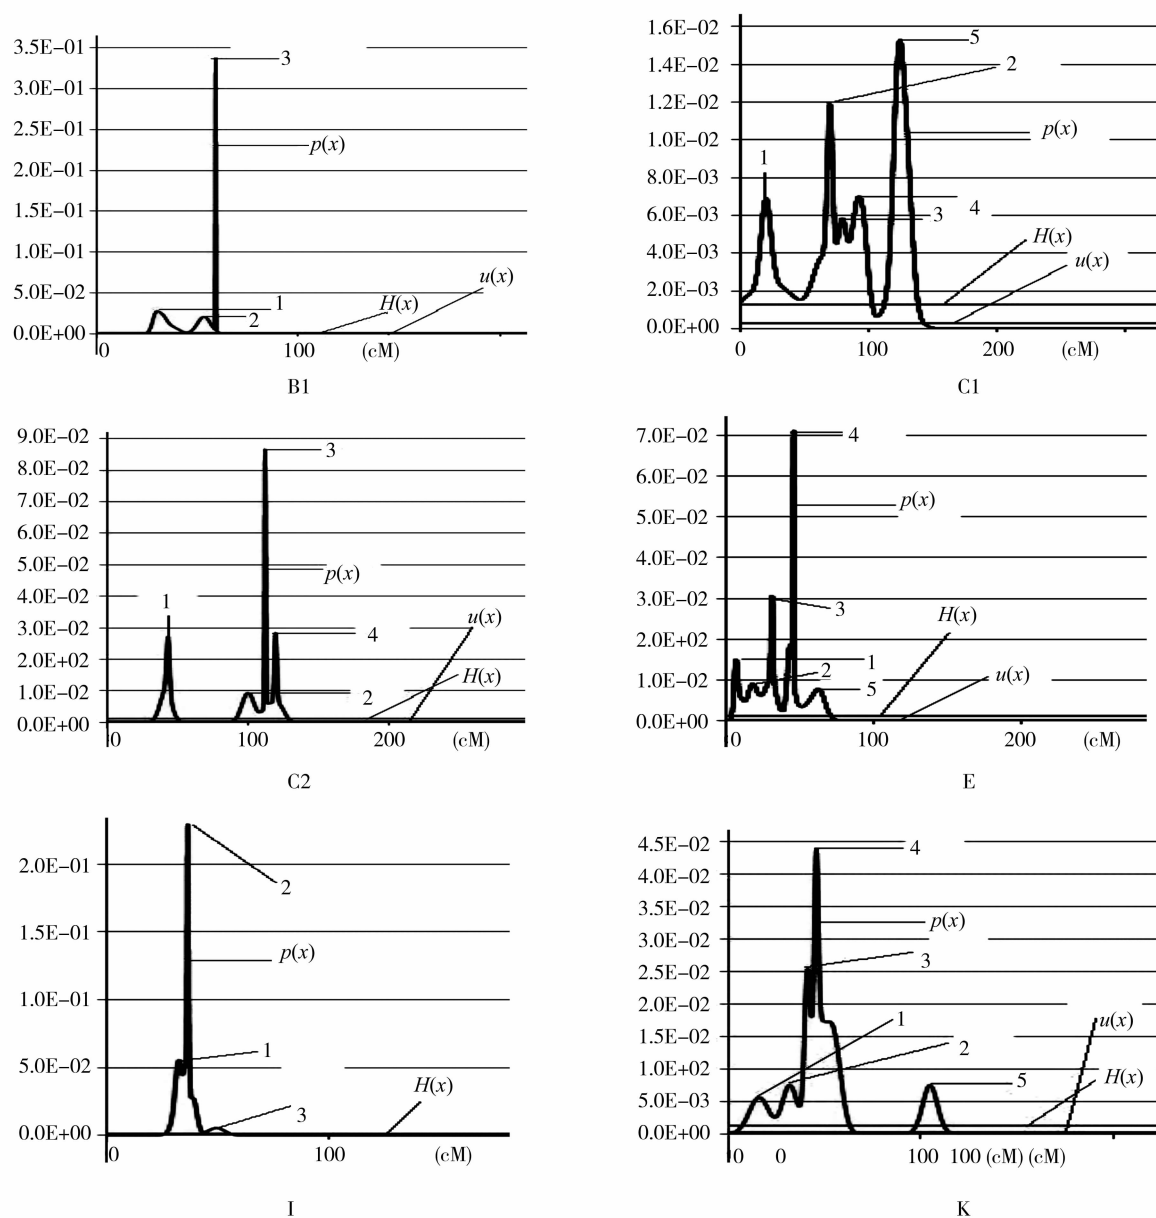 3.5E−01
3
3.0E−01
2.5E−01
p(x)
2.0E−01
1.5E−01
1.0E−01
u(x)
5.0E−02
1
H(x)
2
0.0E+00
0
100
(cM)
B1
1.6E−02
5
1.4E−02
2
1.2E−02
p(x)
1.0E−02
1
8.0E−03
6.0E−03
3
4
H(x)
4.0E−03
u(x)
2.0E−03
0.0E+00
0
100
200
(cM)
C1
9.0E−02
3
8.0E−02
7.0E−02
6.0E−02
5.0E−02
p(x)
4.0E−02
1
3.0E−02
4
u(x)
2.0E+02
H(x)
1.0E−02
2
0.0E+00
0
100
200
(cM)
C2
7.0E−02
4
6.0E−02
p(x)
5.0E−02
4.0E−02
3.0E−02
3
H(x)
2.0E+02
1
2
u(x)
1.0E−02
5
0.0E+00
0
100
200
(cM)
E
2.0E−01
2
1.5E−01
p(x)
1.0E−01
1
5.0E−02
H(x)
3
0.0E+00
0
100
(cM)
I
4.5E−02
4
4.0E−02
3.5E−02
p(x)
3.0E−02
3
2.5E−02
2.0E−02
1
u(x)
1.5E−02
2
1.0E+02
5
H(x)
5.0E−03
0.0E+00
0 0 100 100 (cM) (cM)
K